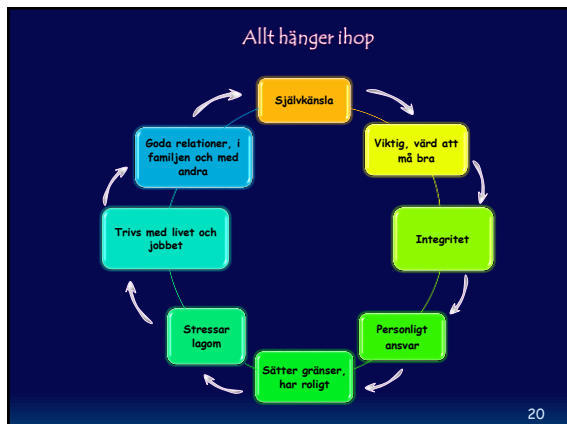 Allt hänger ihop
Självkänsla
Viktig, värd att
må bra
Integritet
Personligt
ansvar
Sätter gränser,
har roligt
Stressar
lagom
Trivs med livet och
jobbet
Goda relationer, i
familjen och med
andra
20